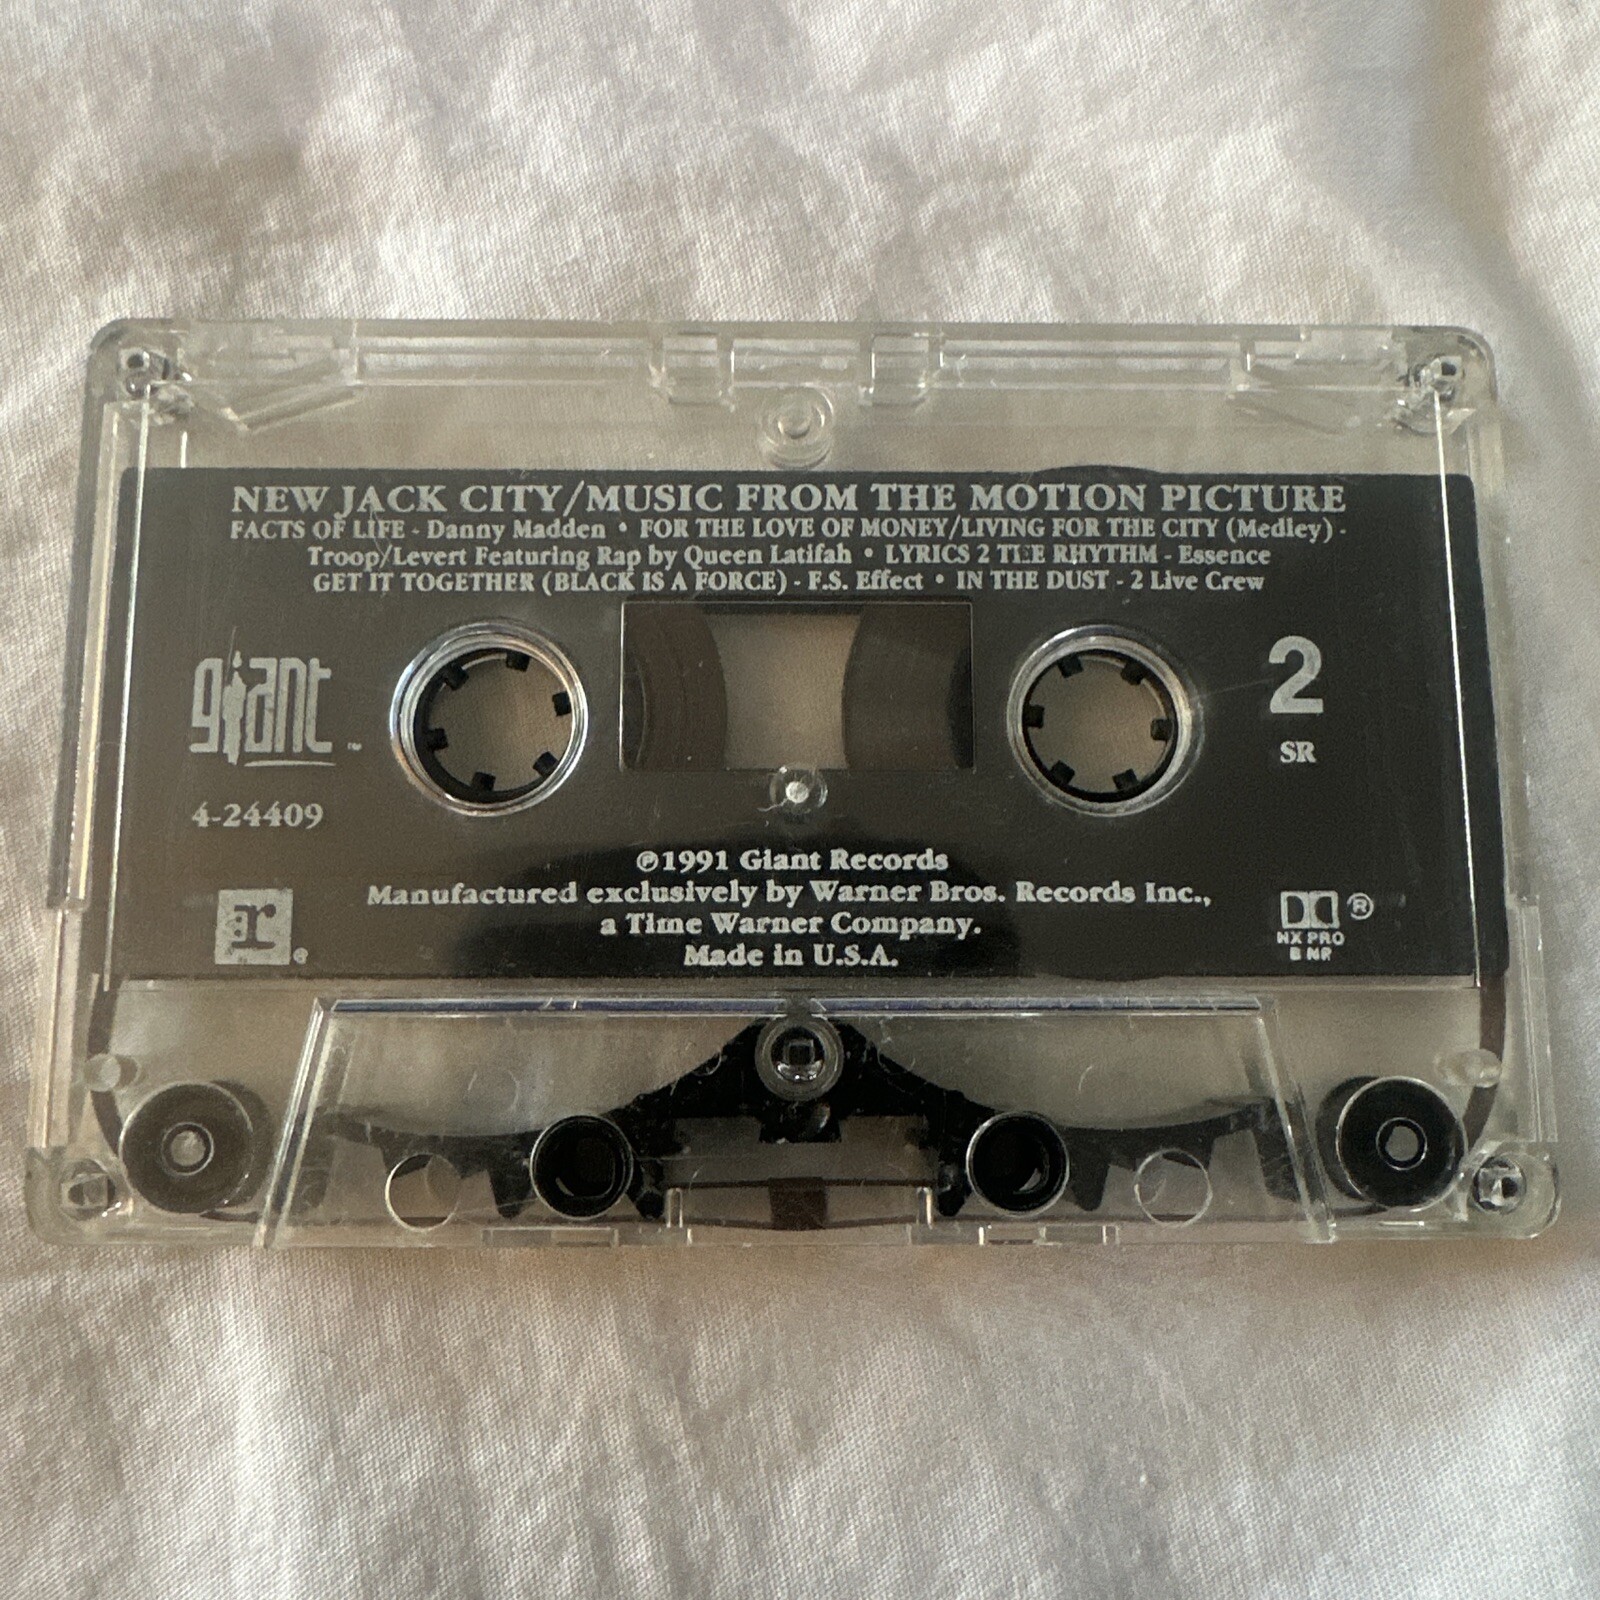 NEW JACK CITY/MUSIC FROM THE MOTION PICTURE
FACTS OF LIFE - Danny Madden • FOR THE LOVE OF MONEY/LIVING FOR THE CITY (Medley) -
Troop/Levert Featuring Rap by Queen Latifah • LYRICS 2 THE RHYTHM - Essence
GET IT TOGETHER (BLACK IS A FORCE) - F.S. Effect • IN THE DUST - 2 Live Crew
giant ™
2
SR
4-24409
℗1991 Giant Records
Manufactured exclusively by Warner Bros. Records Inc.,
a Time Warner Company.
Made in U.S.A.
r ®
®
HX PRO
B NR